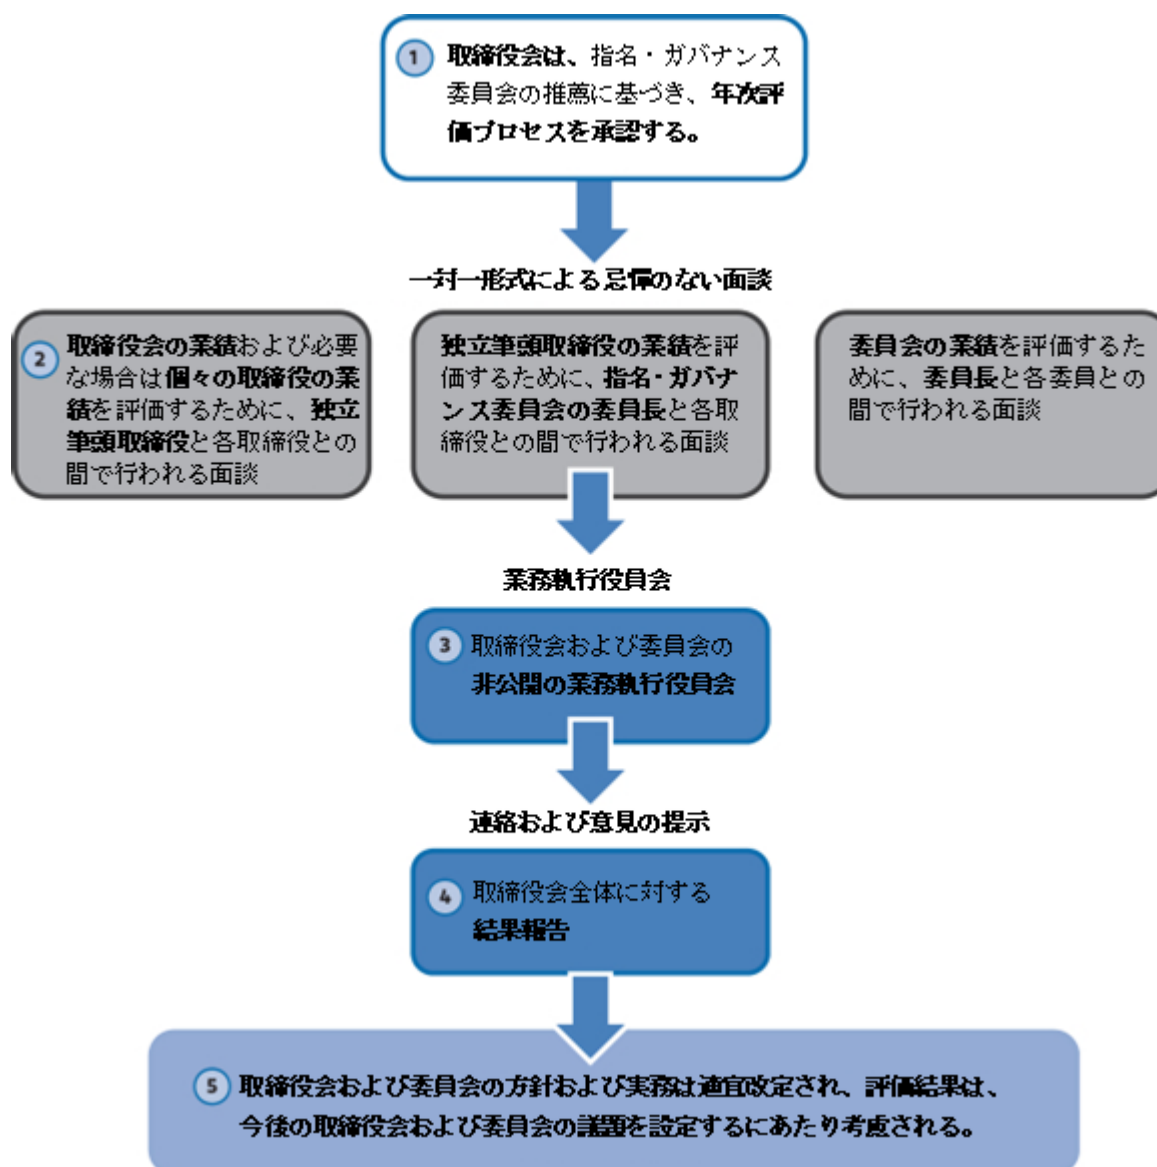 1 取締役会は、指名・ガバナンス
委員会の推薦に基づき、年次評
価プロセスを承認する。
一対一形式による忌憚のない面談
2 取締役会の業績および必要
な場合は個々の取締役の業
績を評価するために、独立
筆頭取締役と各取締役との
間で行われる面談
独立筆頭取締役の業績を評
価するために、指名・ガバナ
ンス委員会の委員長と各取
締役との間で行われる面談
委員会の業績を評価するた
めに、委員長と各委員との
間で行われる面談
業務執行役員会
3 取締役会および委員会の
非公開の業務執行役員会
連絡および意見の提示
4 取締役会全体に対する
結果報告
5 取締役会および委員会の方針および実務は適宜改定され、評価結果は、
今後の取締役会および委員会の議題を設定するにあたり考慮される。